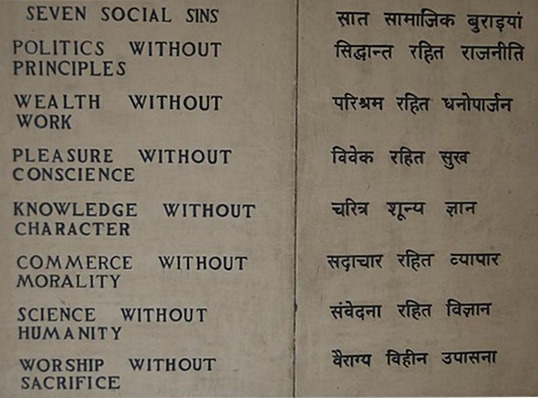 SEVEN SOCIAL SINS
POLITICS WITHOUT
PRINCIPLES
WEALTH WITHOUT
WORK
PLEASURE WITHOUT
CONSCIENCE
KNOWLEDGE WITHOUT
CHARACTER
COMMERCE WITHOUT
MORALITY
SCIENCE WITHOUT
HUMANITY
WORSHIP WITHOUT
SACRIFICE
सात सामाजिक बुराइयां
सिद्धान्त रहित राजनीति
परिश्रम रहित धनोपार्जन
विवेक रहित सुख
चरित्र शून्य ज्ञान
सदाचार रहित व्यापार
संवेदना रहित विज्ञान
वैराग्य विहीन उपासना